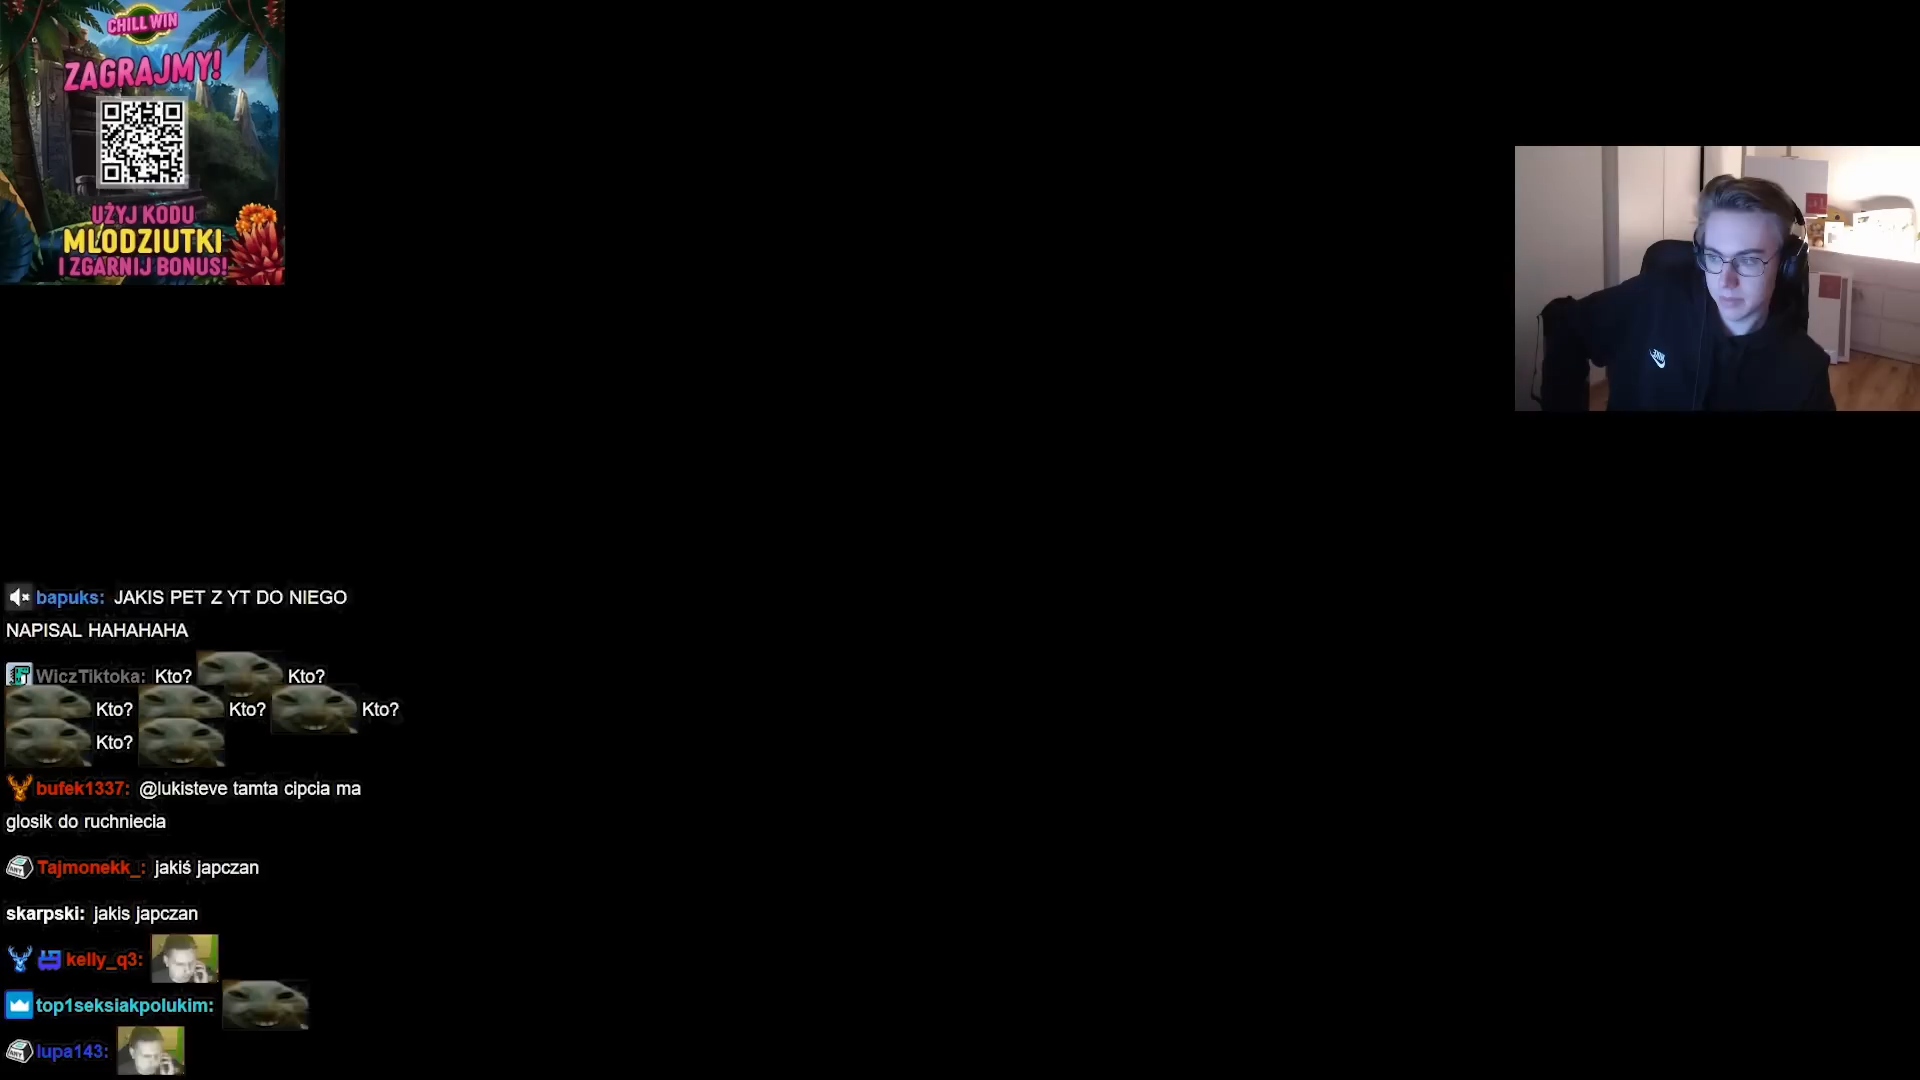 CHILL WIN
ZAGRAJMY!
UŻYJ KODU
MLODZIUTKI
I ZGARNIJ BONUS!
bapuks: JAKIS PET Z YT DO NIEGO
NAPISAL HAHAHAHA
WiczTiktoka: Kto? Kto?
Kto? Kto? Kto?
Kto?
bufek1337: @lukisteve tamta cipcia ma
glosik do ruchniecia
Tajmonekk_: jakiś japczan
skarpski: jakis japczan
kelly_q3:
top1seksiakpolukim:
lupa143: